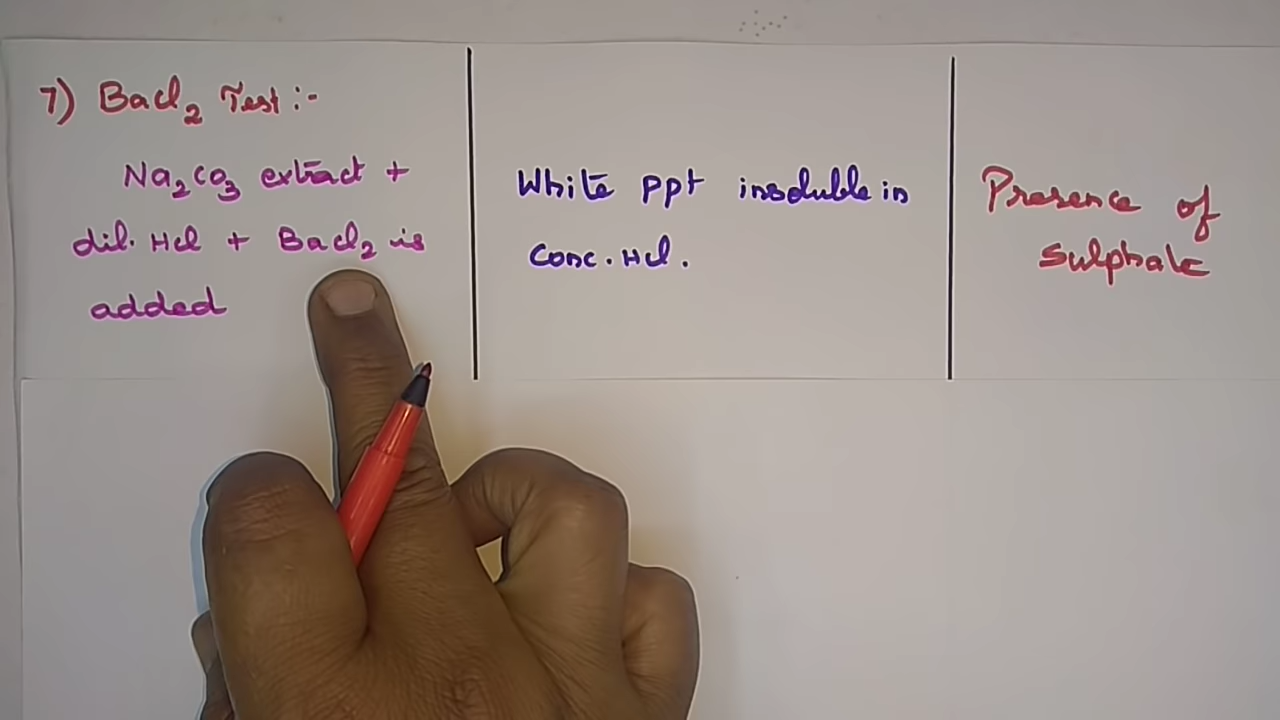 7) BaCl2 Test :-
Na2CO3 extract +
dil. HCl + BaCl2 is
added
White ppt insoluble in
Conc. HCl.
Presence of
Sulphate